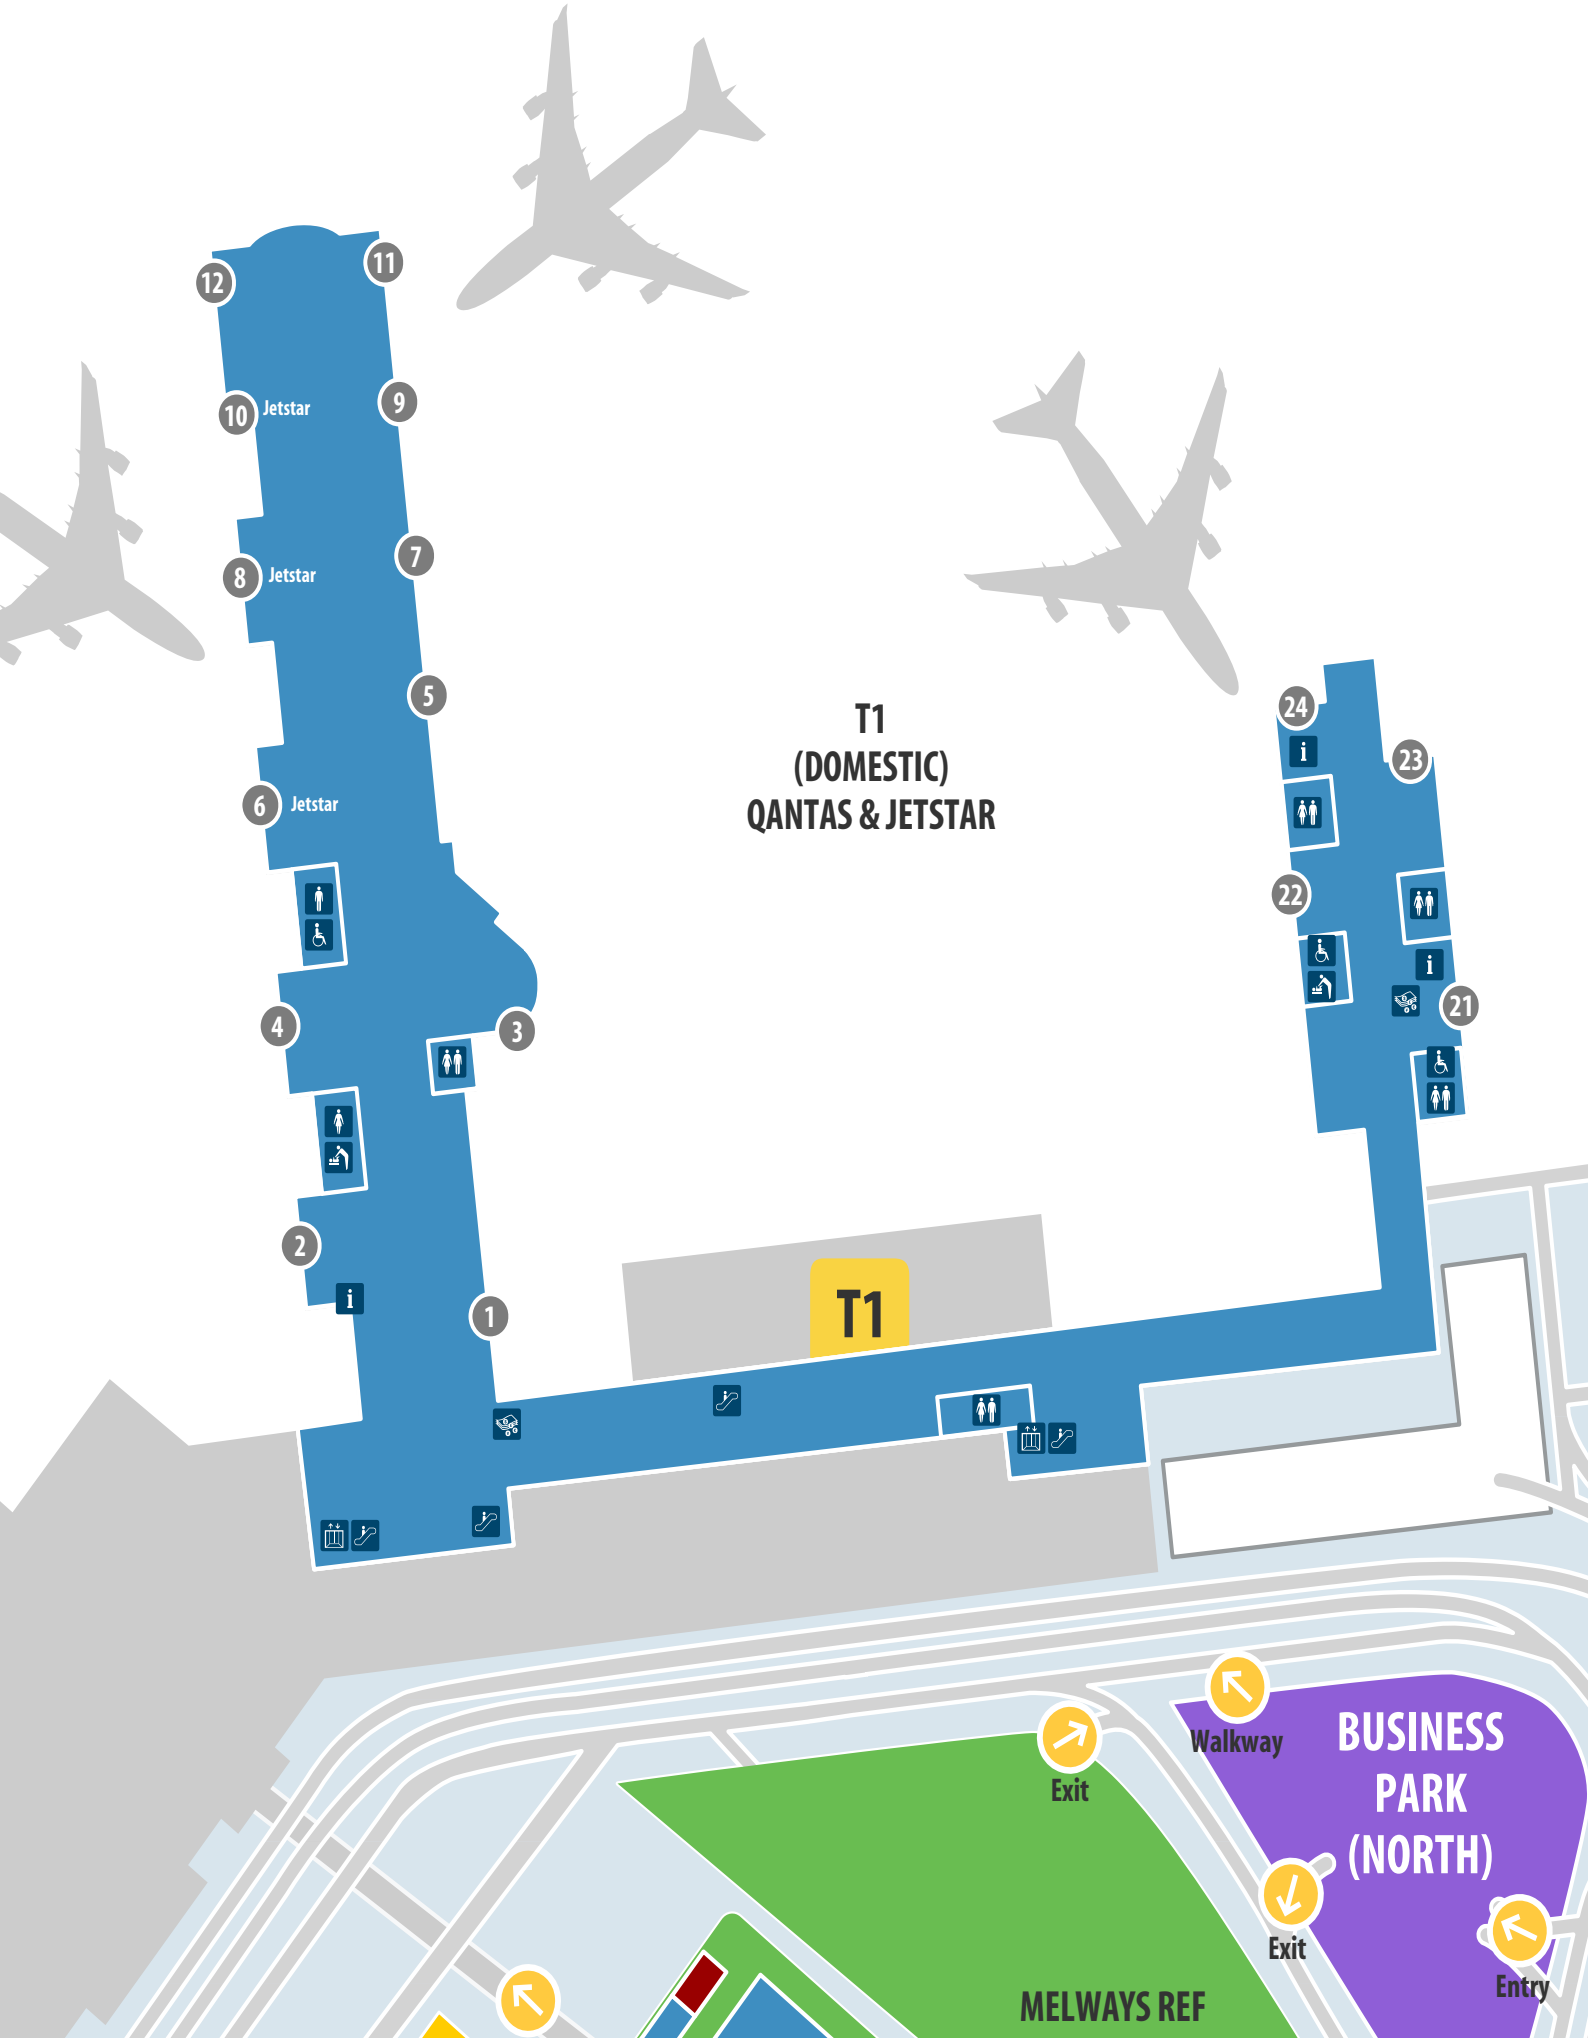 11
12
9
10 Jetstar
7
8 Jetstar
5
24
T1
(DOMESTIC)
QANTAS & JETSTAR
i
23
6 Jetstar
22
i
21
4
3
2
i
1
T1
Walkway
Exit
BUSINESS
PARK
(NORTH)
Exit
Entry
MELWAYS REF